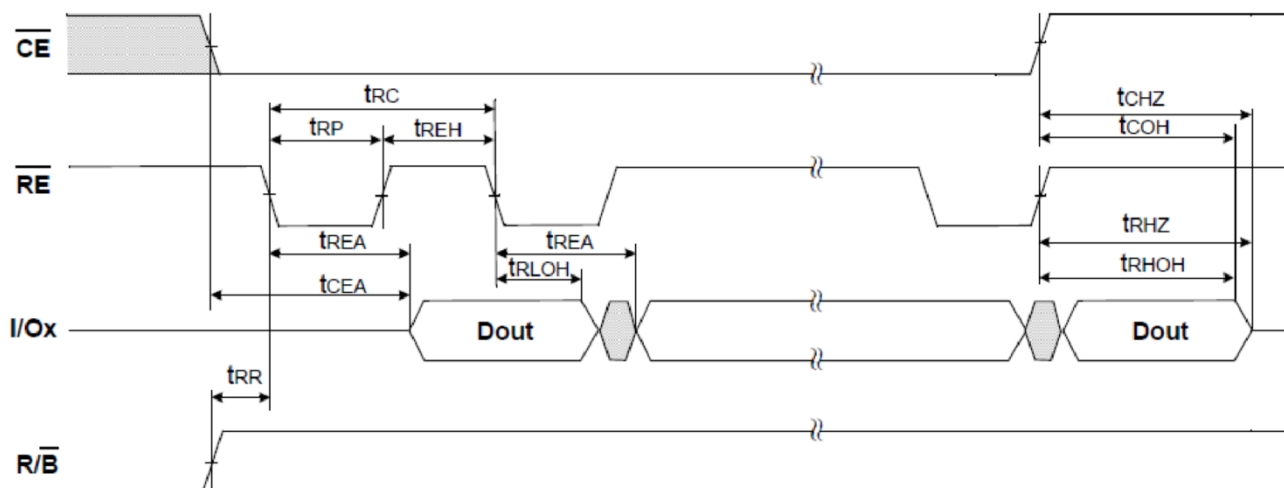 CE
tCHZ
tRC
tCOH
tRP
tREH
RE
tRHZ
tREA
tREA
tRLOH
tRHOH
tCEA
I/Ox
Dout
Dout
tRR
R/B